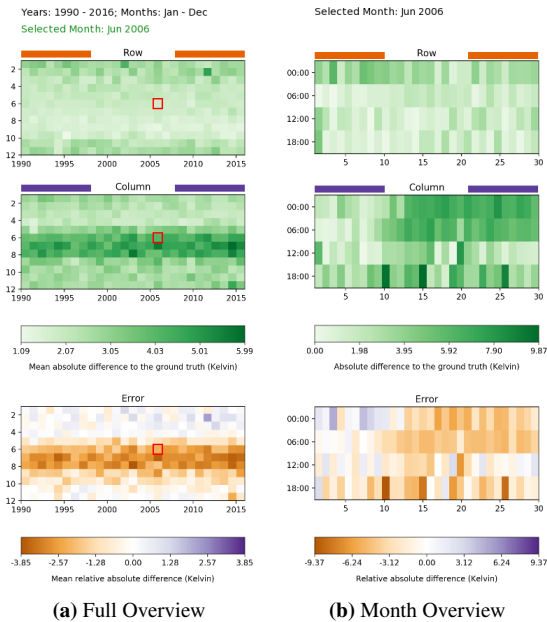 Years: 1990 - 2016; Months: Jan - Dec
Selected Month: Jun 2006
Row
2
4
6
8
10
12
1990 1995 2000 2005 2010 2015
Column
2
4
6
8
10
12
1990 1995 2000 2005 2010 2015
1.09 2.07 3.05 4.03 5.01 5.99
Mean absolute difference to the ground truth (Kelvin)
Error
2
4
6
8
10
12
1990 1995 2000 2005 2010 2015
-3.85 -2.57 -1.28 0.00 1.28 2.57 3.85
Mean relative absolute difference (Kelvin)
(a) Full Overview
Selected Month: Jun 2006
Row
00:00
06:00
12:00
18:00
5 10 15 20 25 30
Column
00:00
06:00
12:00
18:00
5 10 15 20 25 30
0.00 1.98 3.95 5.92 7.90 9.87
Absolute difference to the ground truth (Kelvin)
Error
00:00
06:00
12:00
18:00
5 10 15 20 25 30
-9.37 -6.24 -3.12 0.00 3.12 6.24 9.37
Relative absolute difference (Kelvin)
(b) Month Overview